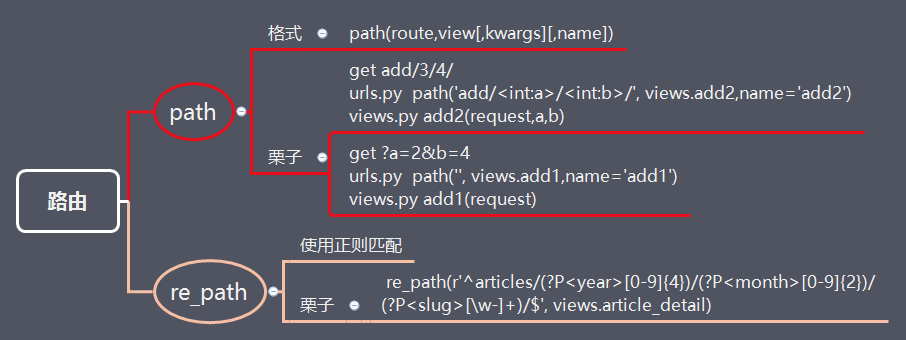 路由
path
格式
path(route,view[,kwargs][,name])
栗子
get add/3/4/
urls.py  path('add/<int:a>/<int:b>/', views.add2,name='add2')
views.py add2(request,a,b)
get ?a=2&b=4
urls.py  path('', views.add1,name='add1')
views.py add1(request)
re_path
使用正则匹配
栗子
re_path(r'^articles/(?P<year>[0-9]{4})/(?P<month>[0-9]{2})/
(?P<slug>[\w-]+)/$', views.article_detail)